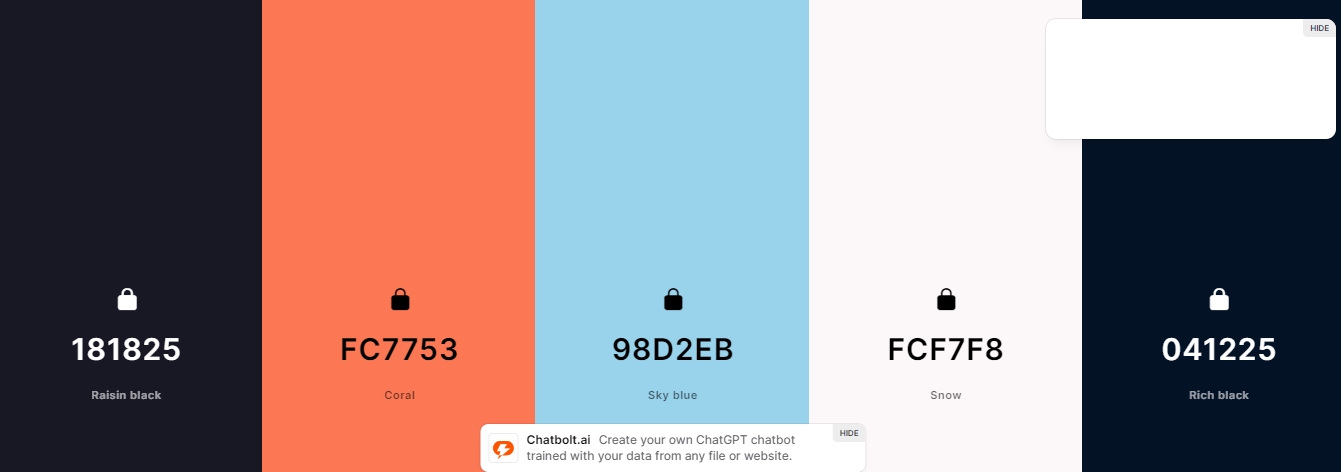 HIDE
181825
FC7753
98D2EB
FCF7F8
041225
Raisin black
Coral
Sky blue
Snow
Rich black
Chatbolt.ai Create your own ChatGPT chatbot
trained with your data from any file or website.
HIDE